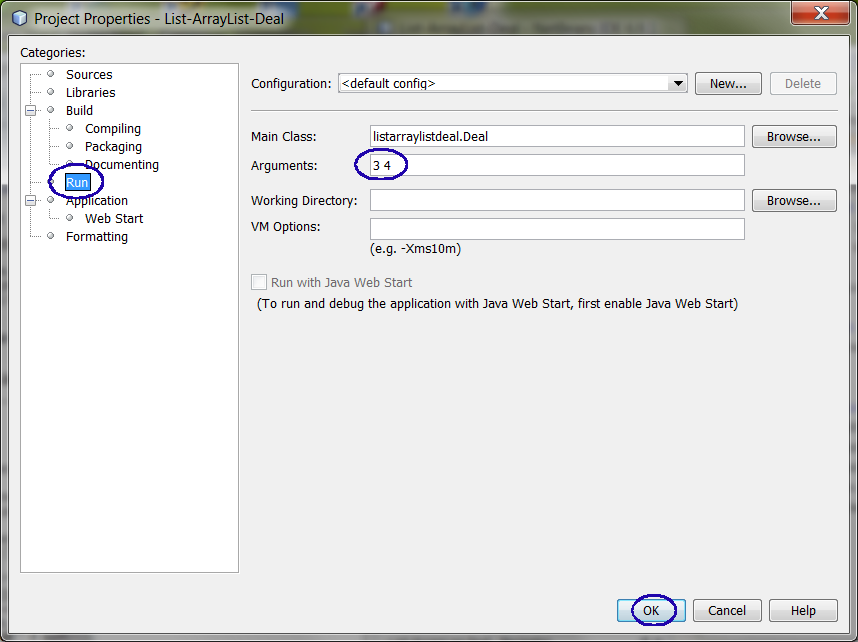 Project Properties - List-ArrayList-Deal
Categories:
Sources
Libraries
Build
Compiling
Packaging
Documenting
Run
Application
Web Start
Formatting
Configuration: <default config> New... Delete
Main Class: listarraylistdeal.Deal Browse...
Arguments: 3 4
Working Directory: Browse...
VM Options:
(e.g. -Xms10m)
Run with Java Web Start
(To run and debug the application with Java Web Start, first enable Java Web Start)
OK Cancel Help